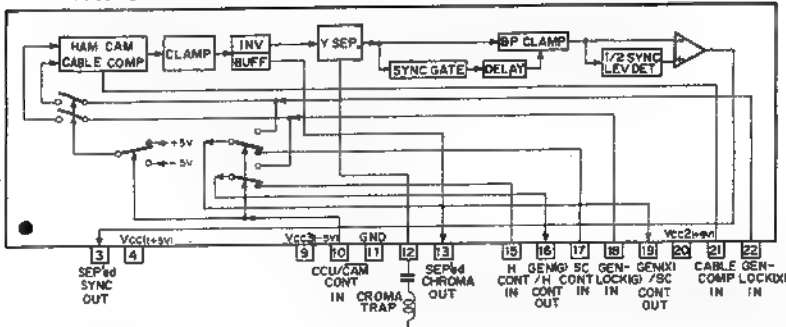 HAM CAM
CABLE COMP
CLAMP
INV
BUFF
Y SEP.
BP CLAMP
SYNC GATE
DELAY
1/2 SYNC
LEV DET
+5V
-5V
Vcc1(+5V)
Vcc3(-5V)
GND
Vcc2(+9V)
3
4
9
10
11
12
13
15
16
17
18
19
20
21
22
SEP'ed
SYNC
OUT
CCU/CAM
CONT
IN
CROMA
TRAP
SEP'ed
CHROMA
OUT
H
CONT
IN
GEN(G)
/H
CONT
OUT
SC
CONT
IN
GEN-
LOCK(G)
IN
GEN(X)
/SC
CONT
OUT
CABLE
COMP
IN
GEN-
LOCK(X)
IN